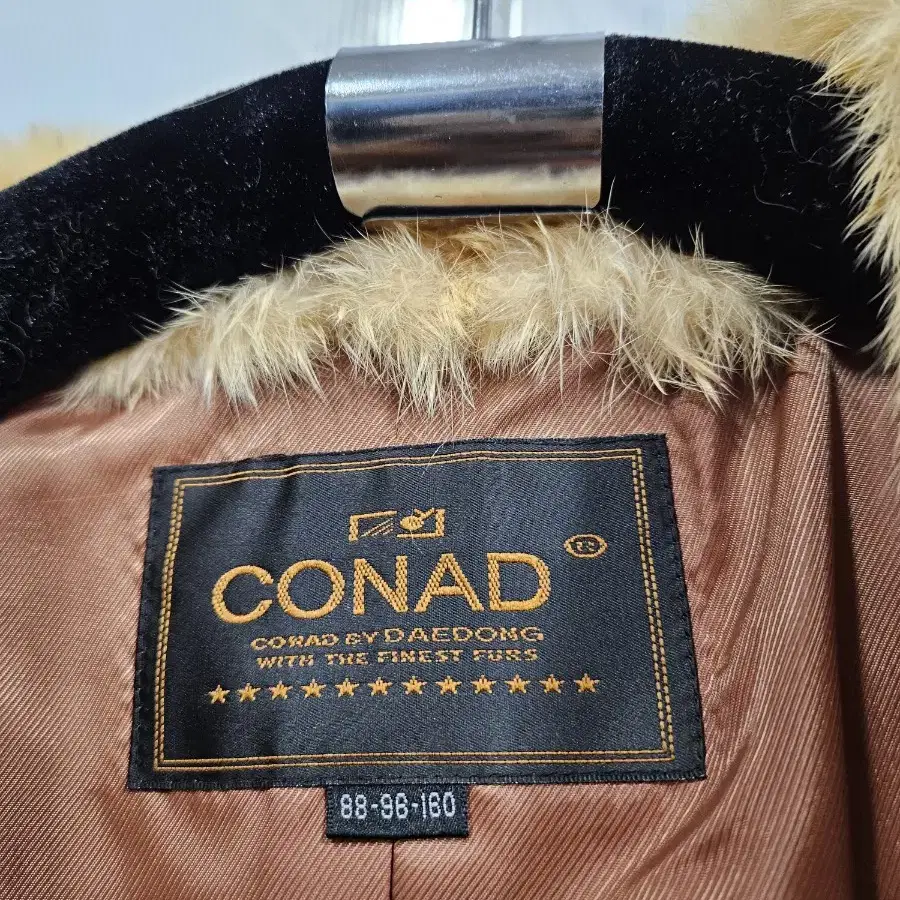 CONAD
CONAD BY DAEDONG
WITH THE FINEST FURS
88-96-160